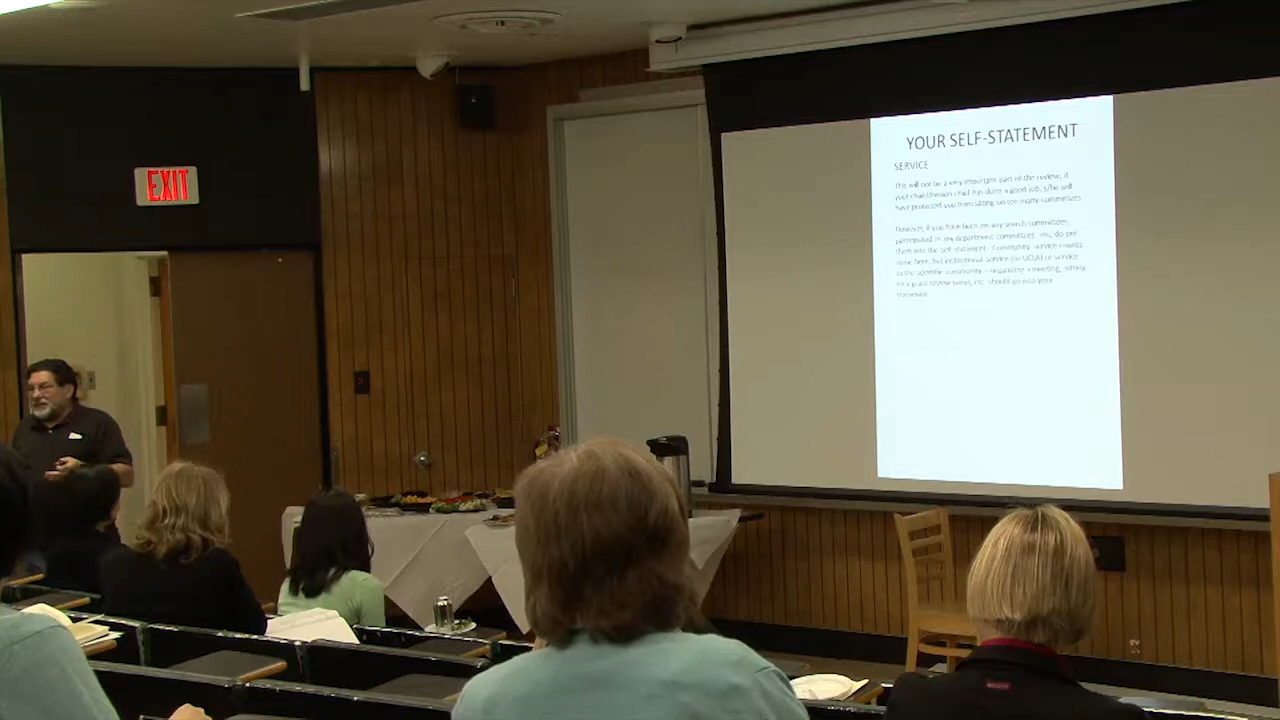 EXIT
YOUR SELF-STATEMENT
SERVICE
This will not be a very important part of the review; if
your chair/division chief has done a good job, s/he will
have protected you from sitting on too many committees
However, if you have been on any search committees,
participated in any department committees, etc, do put
them into the self-statement. Community service counts
none here, but institutional service (to UCLA) or service
to the scientific community – organizing a meeting, sitting
on a grant review panel, etc. should go into your
statement